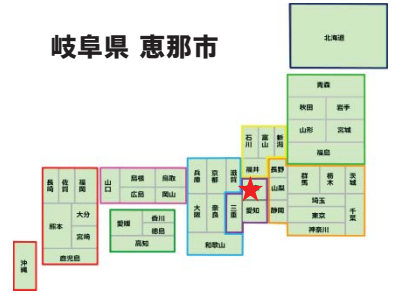 岐阜県 恵那市
北海道
青森
秋田 岩手
山形 宮城
福島
石川 富山 新潟
福井 長野
山梨
愛知 静岡
群馬 栃木 茨城
埼玉
東京 千葉
神奈川
兵庫 京都 滋賀
大阪 奈良 三重
和歌山
山口 島根 鳥取
広島 岡山
愛媛 香川
徳島
高知
長崎 佐賀 福岡
熊本 大分
宮崎
鹿児島
沖縄